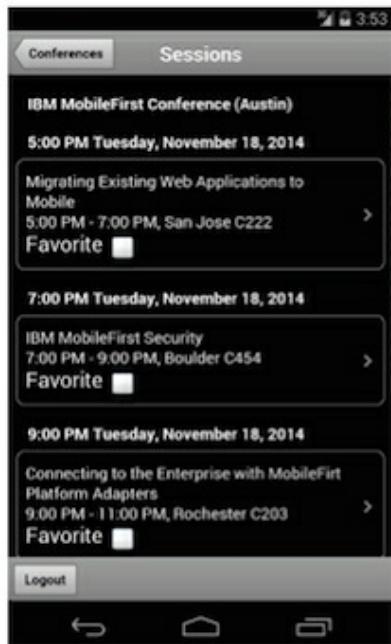 3:53
Conferences
Sessions
IBM MobileFirst Conference (Austin)
5:00 PM Tuesday, November 18, 2014
Migrating Existing Web Applications to
Mobile
5:00 PM - 7:00 PM, San Jose C222
Favorite
7:00 PM Tuesday, November 18, 2014
IBM MobileFirst Security
7:00 PM - 9:00 PM, Boulder C454
Favorite
9:00 PM Tuesday, November 18, 2014
Connecting to the Enterprise with MobileFirt
Platform Adapters
9:00 PM - 11:00 PM, Rochester C203
Favorite
Logout